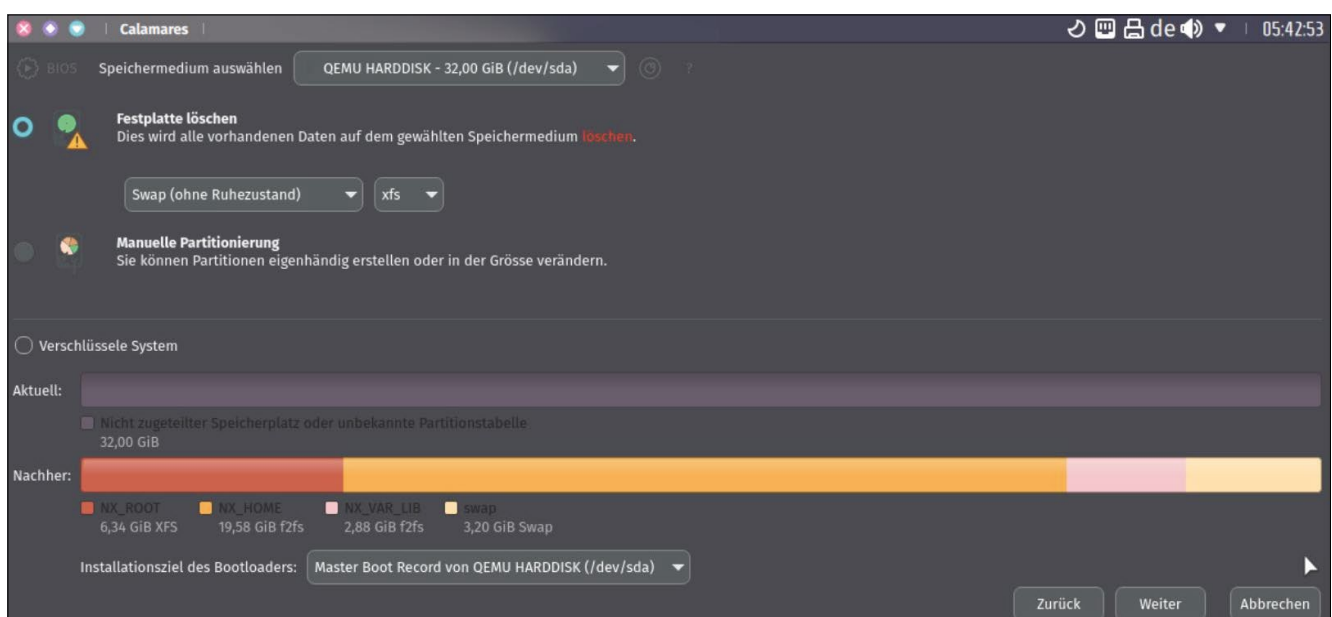 Calamares
de
05:42:53
BIOS
Speichermedium auswählen
QEMU HARDDISK - 32,00 GiB (/dev/sda)
?
Festplatte löschen
Dies wird alle vorhandenen Daten auf dem gewählten Speichermedium löschen.
Swap (ohne Ruhezustand)
xfs
Manuelle Partitionierung
Sie können Partitionen eigenhändig erstellen oder in der Grösse verändern.
Verschlüssele System
Aktuell:
Nicht zugeteilter Speicherplatz oder unbekannte Partitionstabelle
32,00 GiB
Nachher:
NX_ROOT NX_HOME NX_VAR_LIB swap
6,34 GiB XFS 19,58 GiB f2fs 2,88 GiB f2fs 3,20 GiB Swap
Installationsziel des Bootloaders:
Master Boot Record von QEMU HARDDISK (/dev/sda)
Zurück
Weiter
Abbrechen